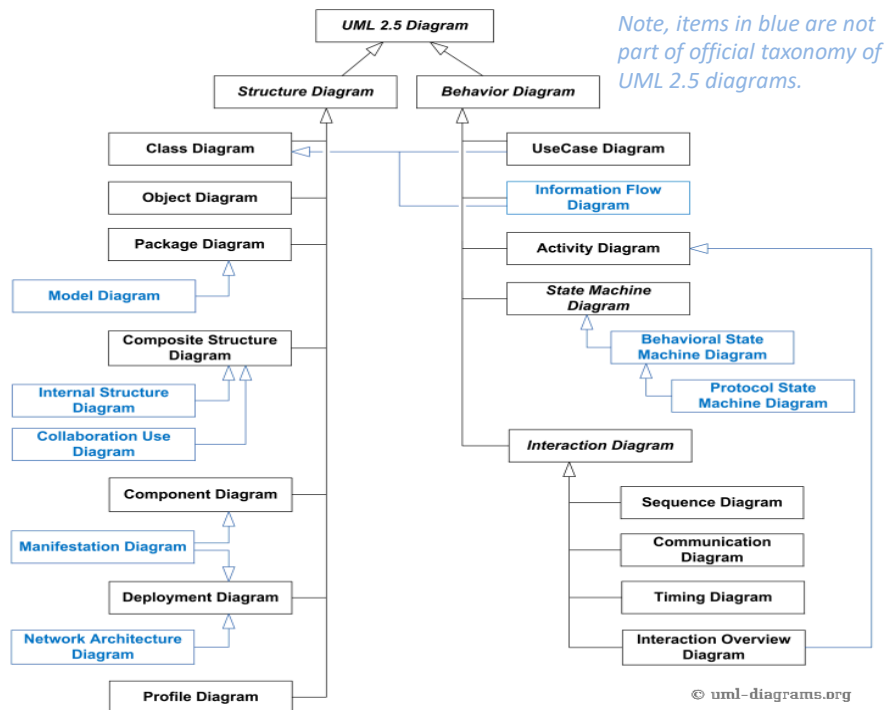 UML 2.5 Diagram
Note, items in blue are not
part of official taxonomy of
UML 2.5 diagrams.
Structure Diagram
Behavior Diagram
Class Diagram
UseCase Diagram
Object Diagram
Information Flow
Diagram
Package Diagram
Activity Diagram
Model Diagram
State Machine
Diagram
Composite Structure
Diagram
Behavioral State
Machine Diagram
Internal Structure
Diagram
Protocol State
Machine Diagram
Collaboration Use
Diagram
Interaction Diagram
Component Diagram
Sequence Diagram
Manifestation Diagram
Communication
Diagram
Deployment Diagram
Timing Diagram
Network Architecture
Diagram
Interaction Overview
Diagram
Profile Diagram
© uml-diagrams.org